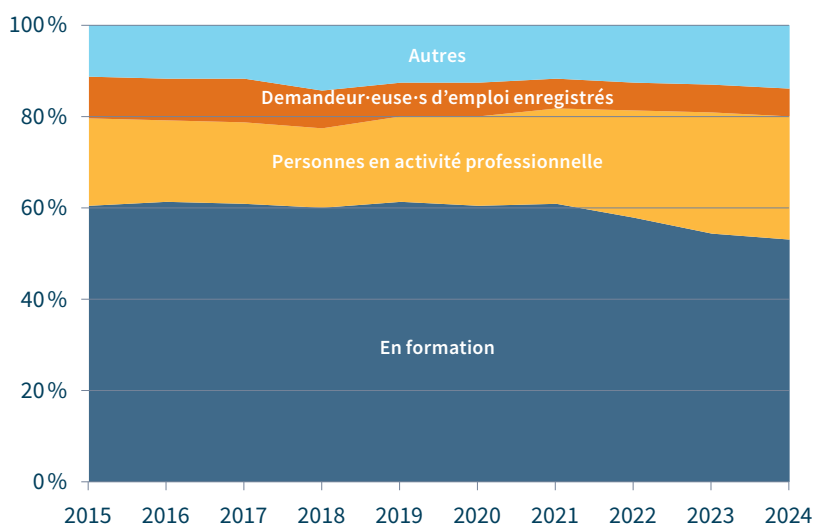 100 %
80 %
60 %
40 %
20 %
0 %
Autres
Demandeur·euse·s d’emploi enregistrés
Personnes en activité professionnelle
En formation
2015 2016 2017 2018 2019 2020 2021 2022 2023 2024